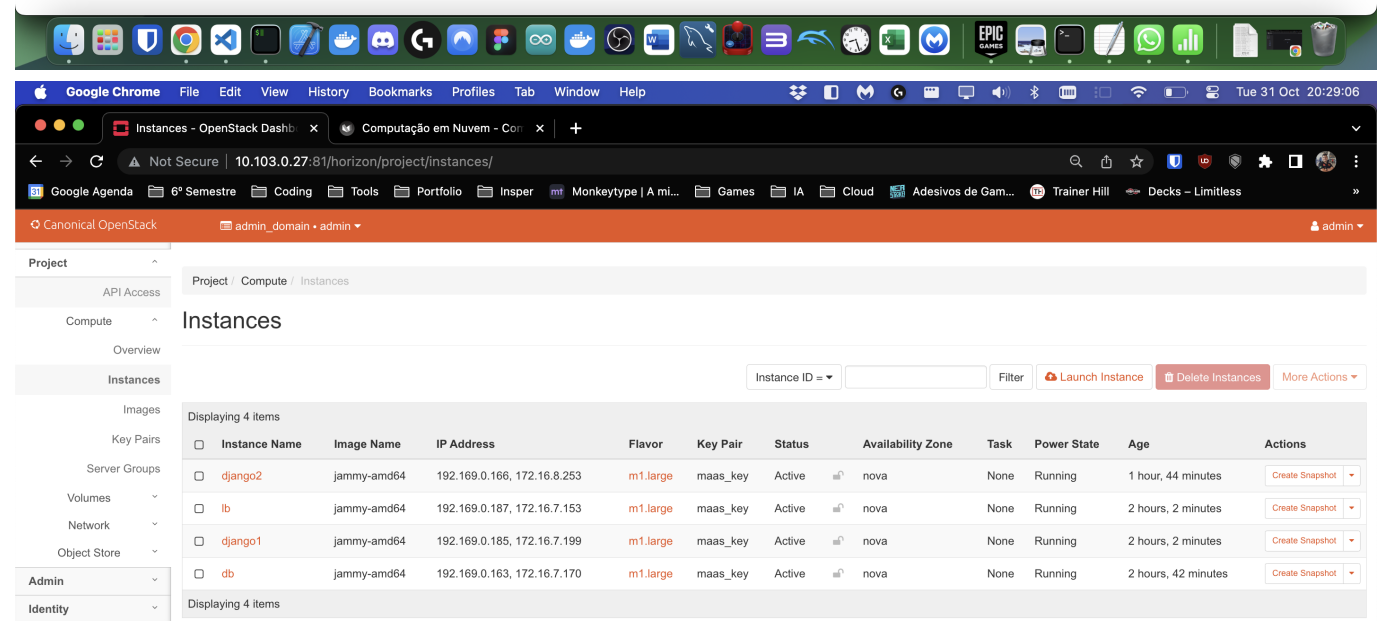 EPIC
GAMES
Google Chrome File Edit View History Bookmarks Profiles Tab Window Help Tue 31 Oct 20:29:06
Instances - OpenStack Dashb Computação em Nuvem - Con
Not Secure 10.103.0.27:81/horizon/project/instances/
Google Agenda 6º Semestre Coding Tools Portfolio Insper mt Monkeytype | A mi... Games IA Cloud Adesivos de Gam... TH Trainer Hill Decks – Limitless »
Canonical OpenStack admin_domain • admin admin
Project
API Access
Compute
Overview
Instances
Images
Key Pairs
Server Groups
Volumes
Network
Object Store
Admin
Identity
Project / Compute / Instances
Instances
Instance ID = Filter Launch Instance Delete Instances More Actions
Displaying 4 items
Instance Name Image Name IP Address Flavor Key Pair Status Availability Zone Task Power State Age Actions
django2 jammy-amd64 192.169.0.166, 172.16.8.253 m1.large maas_key Active nova None Running 1 hour, 44 minutes Create Snapshot
lb jammy-amd64 192.169.0.187, 172.16.7.153 m1.large maas_key Active nova None Running 2 hours, 2 minutes Create Snapshot
django1 jammy-amd64 192.169.0.185, 172.16.7.199 m1.large maas_key Active nova None Running 2 hours, 2 minutes Create Snapshot
db jammy-amd64 192.169.0.163, 172.16.7.170 m1.large maas_key Active nova None Running 2 hours, 42 minutes Create Snapshot
Displaying 4 items